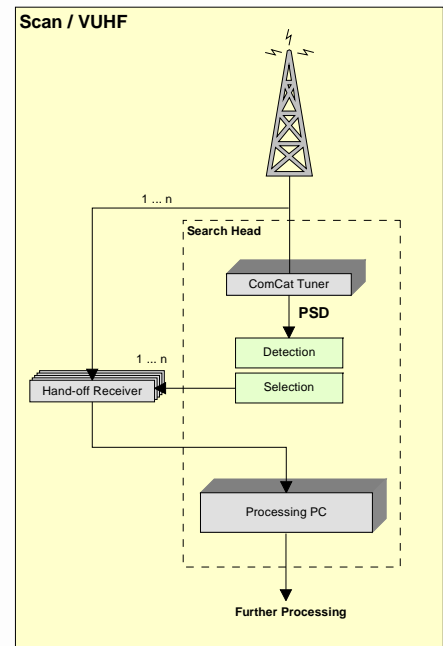 Scan / VUHF
1 ... n
Search Head
ComCat Tuner
PSD
1 ... n
Detection
Selection
Hand-off Receiver
Processing PC
Further Processing